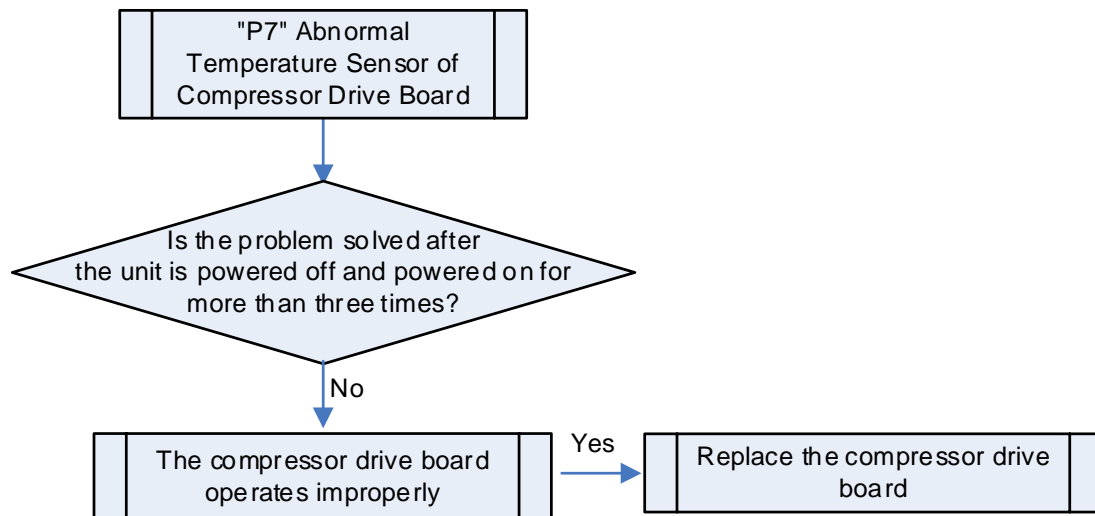 "P7" Abnormal
Temperature Sensor of
Compressor Drive Board
Is the problem solved after
the unit is powered off and powered on for
more than three times?
No
The compressor drive board
operates improperly
Yes
Replace the compressor drive
board